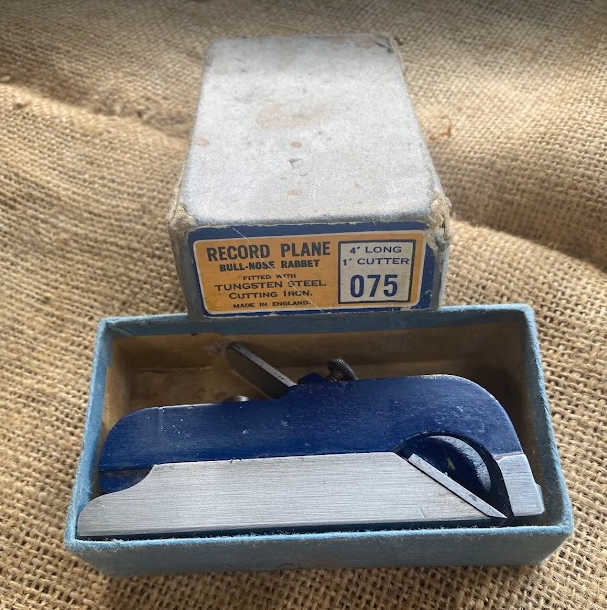 RECORD PLANE
BULL-NOSE RABBET
FITTED WITH
TUNGSTEN STEEL
CUTTING IRON.
MADE IN ENGLAND.
4" LONG
1" CUTTER
075